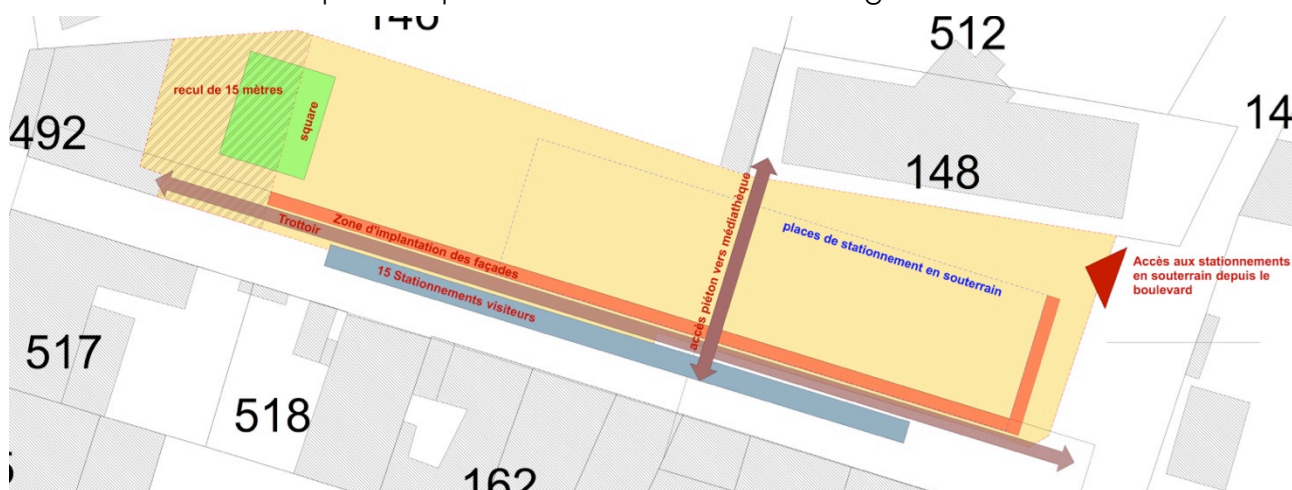 146
512
recul de 15 mètres
square
492
14
148
Trottoir
Zone d'implantation des façades
15 Stationnements visiteurs
accès piéton vers médiathèque
places de stationnement en souterrain
Accès aux stationnements
en souterrain depuis le
boulevard
517
518
162